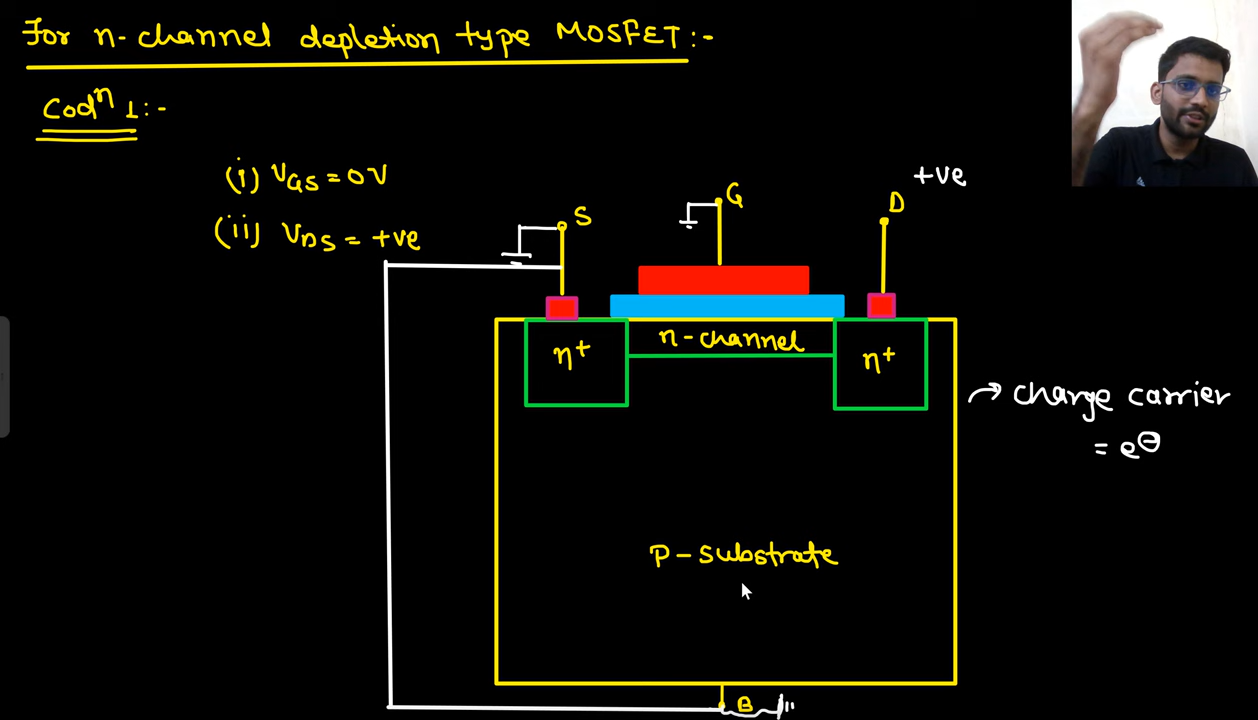 For n-channel depletion type MOSFET:-
Codⁿ 1:-
(i) VGS = 0V
(ii) VDS = +ve
S
G
D
+ve
n-channel
n+
n+
charge carrier
= e⊖
P-substrate
B